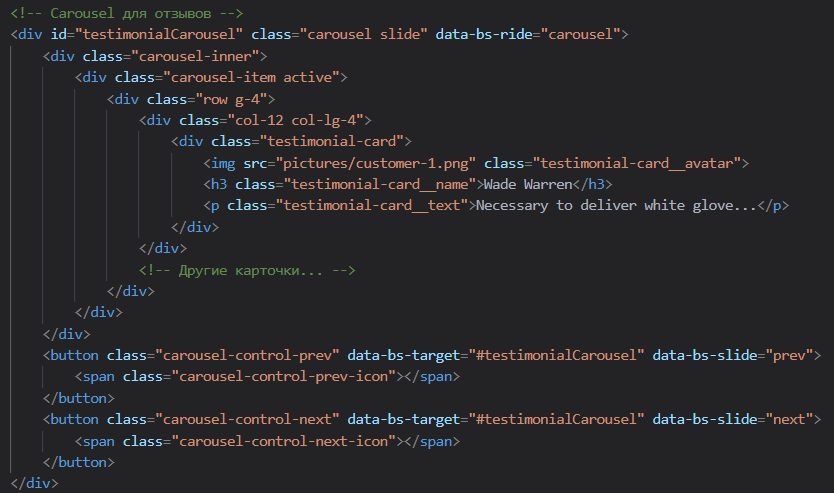 <!-- Carousel для отзывов -->
<div id="testimonialCarousel" class="carousel slide" data-bs-ride="carousel">
    <div class="carousel-inner">
        <div class="carousel-item active">
            <div class="row g-4">
                <div class="col-12 col-lg-4">
                    <div class="testimonial-card">
                        <img src="pictures/customer-1.png" class="testimonial-card__avatar">
                        <h3 class="testimonial-card__name">Wade Warren</h3>
                        <p class="testimonial-card__text">Necessary to deliver white glove...</p>
                    </div>
                </div>
                <!-- Другие карточки... -->
            </div>
        </div>
    </div>
    <button class="carousel-control-prev" data-bs-target="#testimonialCarousel" data-bs-slide="prev">
        <span class="carousel-control-prev-icon"></span>
    </button>
    <button class="carousel-control-next" data-bs-target="#testimonialCarousel" data-bs-slide="next">
        <span class="carousel-control-next-icon"></span>
    </button>
</div>